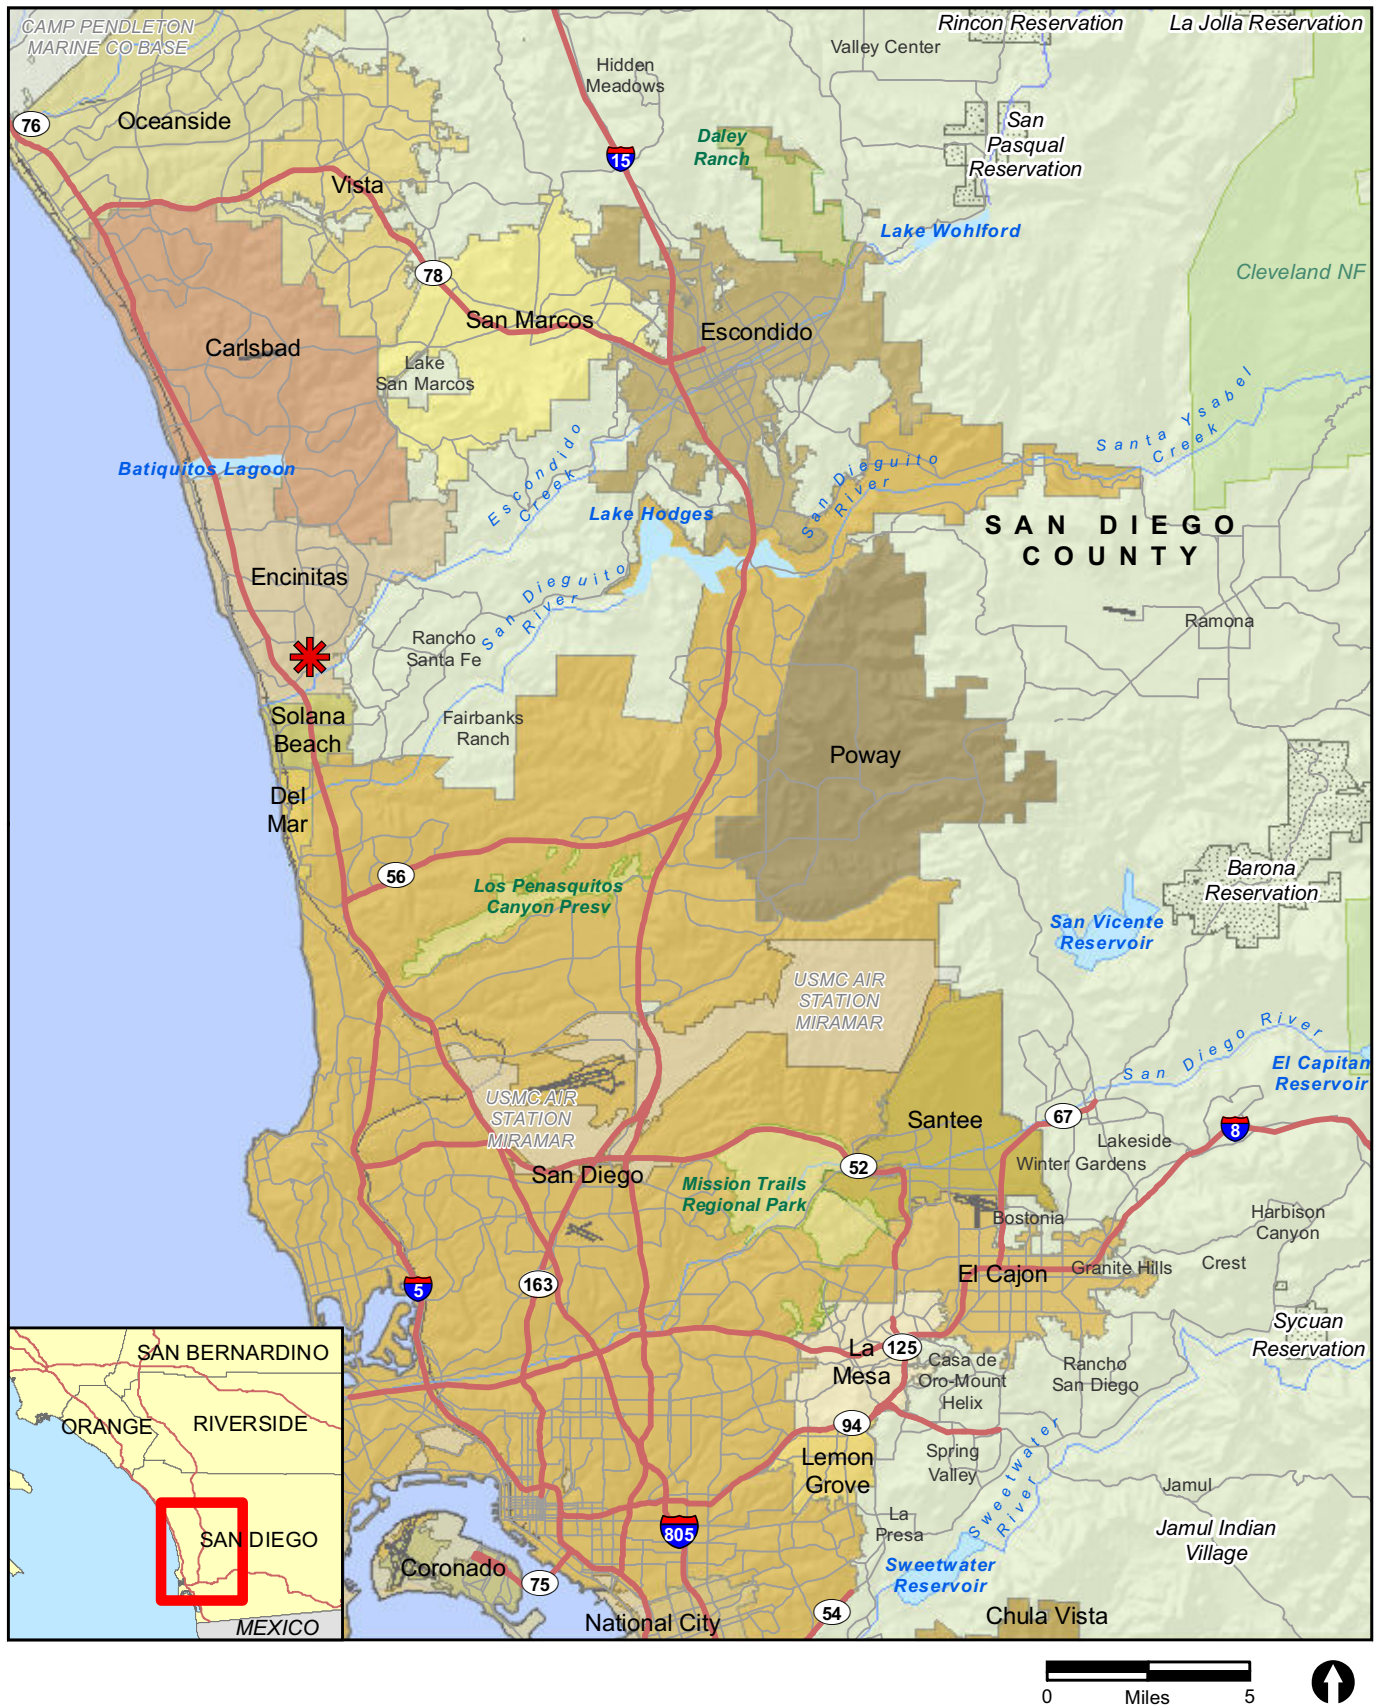 CAMP PENDLETON
MARINE CO BASE
Rincon Reservation
La Jolla Reservation
Valley Center
Hidden
Meadows
76
Oceanside
Daley
Ranch
San
Pasqual
Reservation
15
Vista
Lake Wohlford
Cleveland NF
78
San Marcos
Escondido
Carlsbad
Lake
San Marcos
Santa Ysabel
Creek
Batiquitos Lagoon
Escondido
Creek
San Dieguito
River
Lake Hodges
SAN DIEGO
COUNTY
Encinitas
San Dieguito
River
Ramona
Rancho
Santa Fe
Solana
Beach
Fairbanks
Ranch
Poway
Del
Mar
56
Los Penasquitos
Canyon Presv
Barona
Reservation
San Vicente
Reservoir
USMC AIR
STATION
MIRAMAR
San Diego River
El Capitan
Reservoir
USMC AIR
STATION
MIRAMAR
Santee
67
8
Lakeside
Winter Gardens
San Diego
52
Mission Trails
Regional Park
Bostonia
Harbison
Canyon
El Cajon
Granite Hills
Crest
5
163
Sycuan
Reservation
La
Mesa
125
Casa de
Oro-Mount
Helix
Rancho
San Diego
94
Lemon
Grove
Spring
Valley
Sweetwater
River
Jamul
La
Presa
Jamul Indian
Village
805
Coronado
75
Sweetwater
Reservoir
National City
54
Chula Vista
SAN BERNARDINO
ORANGE
RIVERSIDE
SAN DIEGO
MEXICO
0
Miles
5